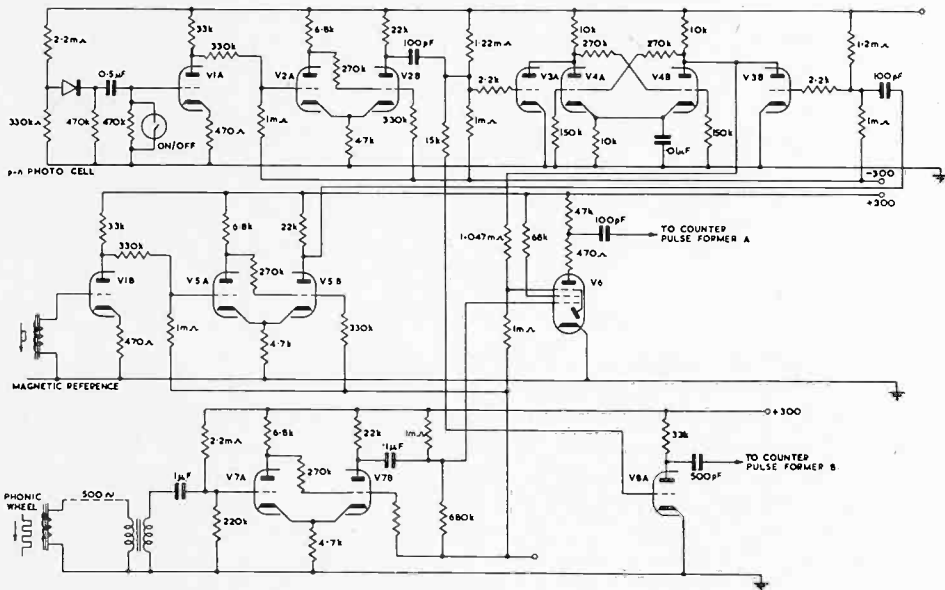 2·2mΩ
33k
330k
6·8k
22k
100pF
1·22mΩ
10k
270k
270k
10k
1·2mΩ
0·5μF
V1A
V2A
270k
V2B
2·2k
V3A
V4A
V4B
V3B
2·2k
100pF
330kΩ
470k
470k
ON/OFF
470Ω
1mΩ
4·7k
330k
15k
1mΩ
150k
10k
·01μF
150k
1mΩ
p-n PHOTO CELL
-300
+300
33k
330k
6·8k
22k
270k
1·047mΩ
68k
47k
100pF
TO COUNTER
PULSE FORMER A
470Ω
V1B
V5A
V5B
V6
470Ω
1mΩ
4·7k
330k
1mΩ
MAGNETIC REFERENCE
+300
2·2mΩ
6·8k
22k
·1μF
1mΩ
33k
TO COUNTER
PULSE FORMER B.
500pF
PHONIC
WHEEL
500~
1μF
V7A
270k
V7B
V8A
220k
4·7k
680k